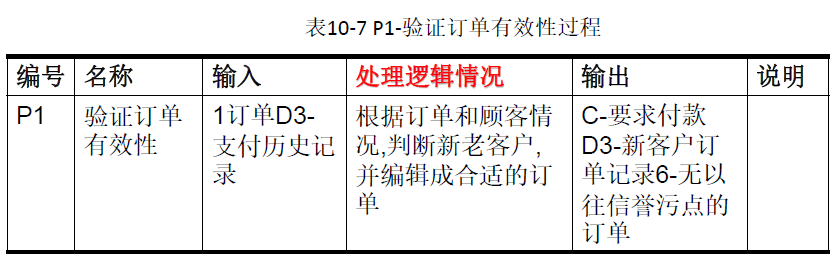 表10-7 P1-验证订单有效性过程
编号 名称 输入 处理逻辑情况 输出 说明
P1
验证订单
有效性
1订单D3-
支付历史记
录
根据订单和顾客情
况,判断新老客户,
并编辑成合适的订
单
C-要求付款
D3-新客户订
单记录6-无以
往信誉污点的
订单